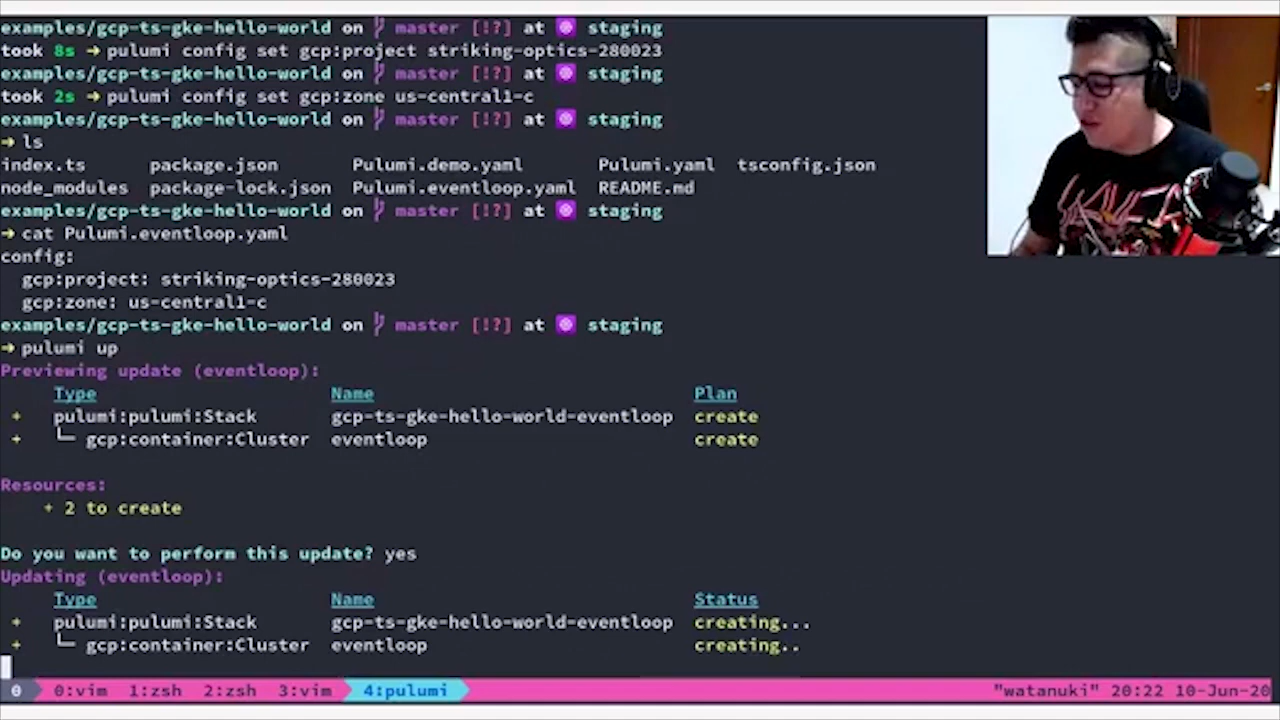 examples/gcp-ts-gke-hello-world on master [!?] at staging
took 8s ➜ pulumi config set gcp:project striking-optics-280023
examples/gcp-ts-gke-hello-world on master [!?] at staging
took 2s ➜ pulumi config set gcp:zone us-central1-c
examples/gcp-ts-gke-hello-world on master [!?] at staging
➜ ls
index.ts package.json Pulumi.demo.yaml Pulumi.yaml tsconfig.json
node_modules package-lock.json Pulumi.eventloop.yaml README.md
examples/gcp-ts-gke-hello-world on master [!?] at staging
➜ cat Pulumi.eventloop.yaml
config:
gcp:project: striking-optics-280023
gcp:zone: us-central1-c
examples/gcp-ts-gke-hello-world on master [!?] at staging
➜ pulumi up
Previewing update (eventloop):
Type Name Plan
+ pulumi:pulumi:Stack gcp-ts-gke-hello-world-eventloop create
+ └─ gcp:container:Cluster eventloop create
Resources:
+ 2 to create
Do you want to perform this update? yes
Updating (eventloop):
Type Name Status
+ pulumi:pulumi:Stack gcp-ts-gke-hello-world-eventloop creating...
+ └─ gcp:container:Cluster eventloop creating..
0 0:vim 1:zsh 2:zsh 3:vim 4:pulumi "watanuki" 20:22 10-Jun-20